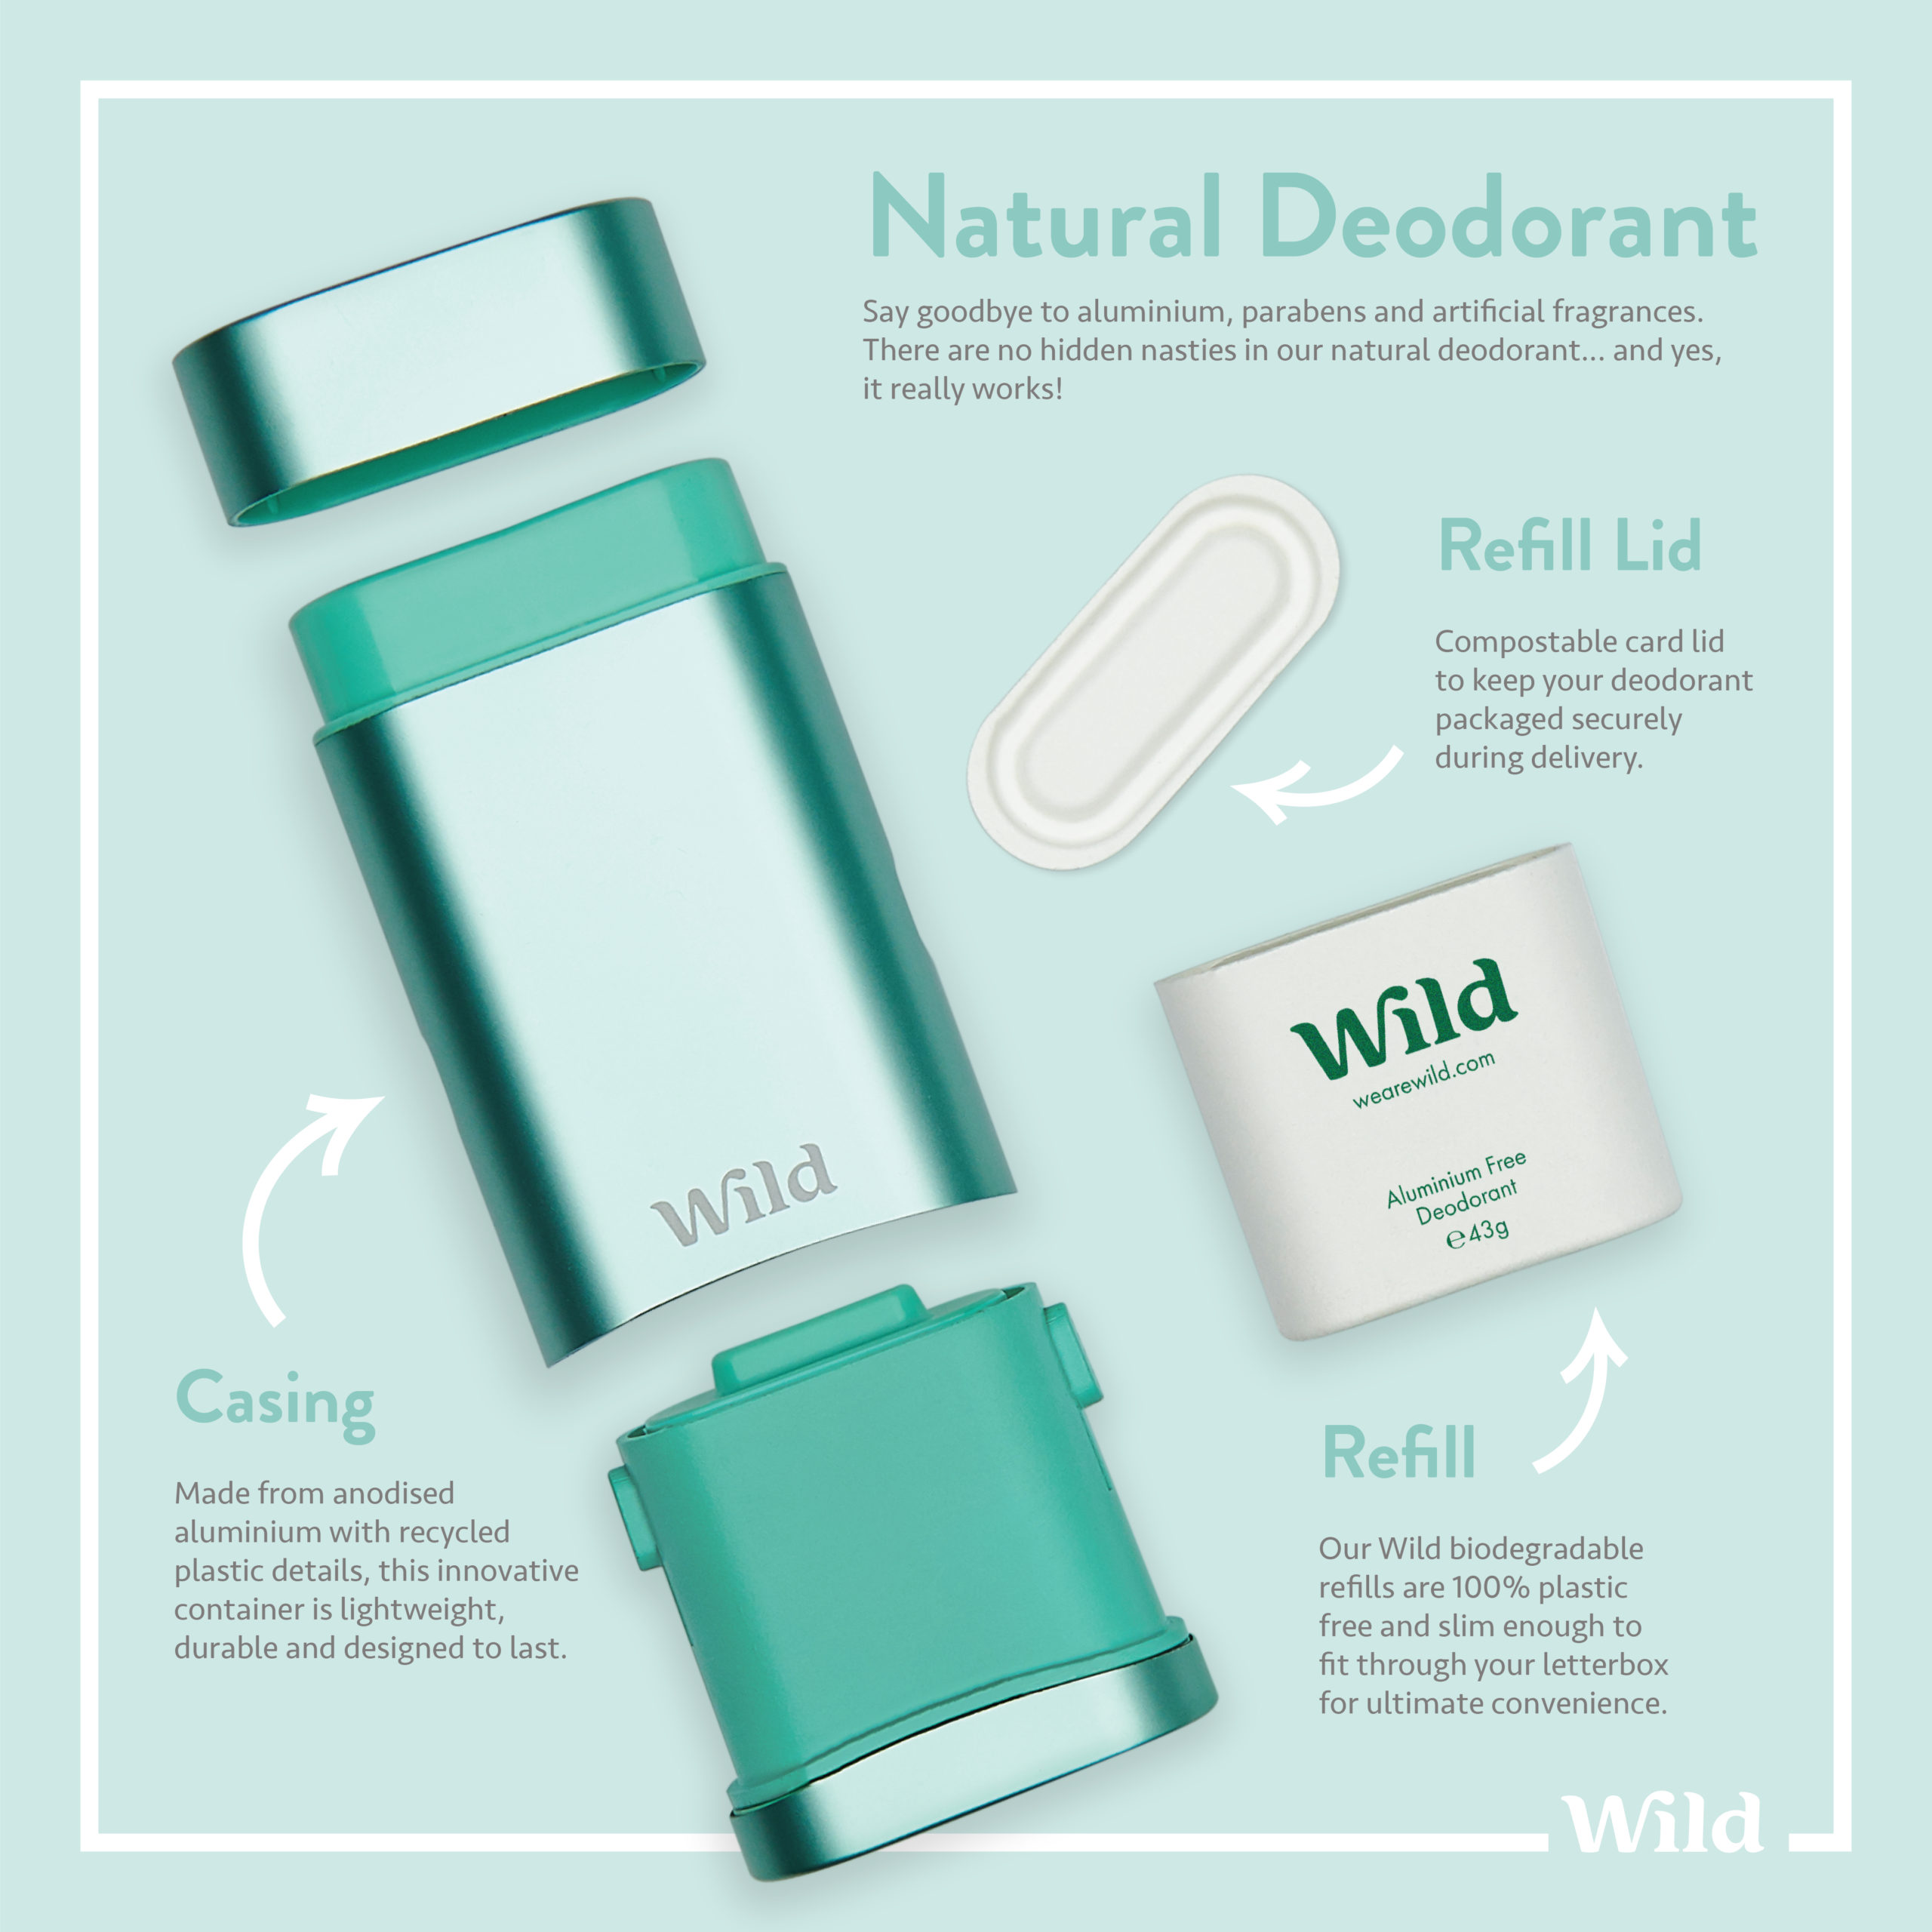 Natural Deodorant
Say goodbye to aluminium, parabens and artificial fragrances.
There are no hidden nasties in our natural deodorant... and yes,
it really works!
Refill Lid
Compostable card lid
to keep your deodorant
packaged securely
during delivery.
Wild
wearewild.com
Aluminium Free
Deodorant
℮43g
Wild
Casing
Made from anodised
aluminium with recycled
plastic details, this innovative
container is lightweight,
durable and designed to last.
Refill
Our Wild biodegradable
refills are 100% plastic
free and slim enough to
fit through your letterbox
for ultimate convenience.
Wild